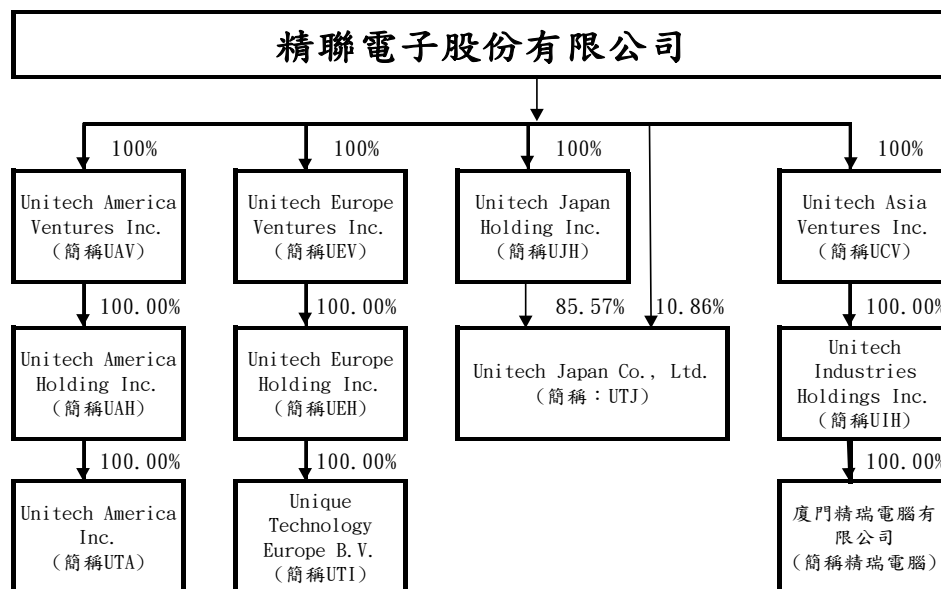 精聯電子股份有限公司
100%
100%
100%
100%
Unitech America
Ventures Inc.
(簡稱UAV)
Unitech Europe
Ventures Inc.
(簡稱UEV)
Unitech Japan
Holding Inc.
(簡稱UJH)
Unitech Asia
Ventures Inc.
(簡稱UCV)
100.00%
100.00%
85.57%
10.86%
100.00%
Unitech America
Holding Inc.
(簡稱UAH)
Unitech Europe
Holding Inc.
(簡稱UEH)
Unitech Japan Co., Ltd.
(簡稱：UTJ)
Unitech
Industries
Holdings Inc.
(簡稱UIH)
100.00%
100.00%
100.00%
Unitech America
Inc.
(簡稱UTA)
Unique
Technology
Europe B.V.
(簡稱UTI)
廈門精瑞電腦有
限公司
(簡稱精瑞電腦)